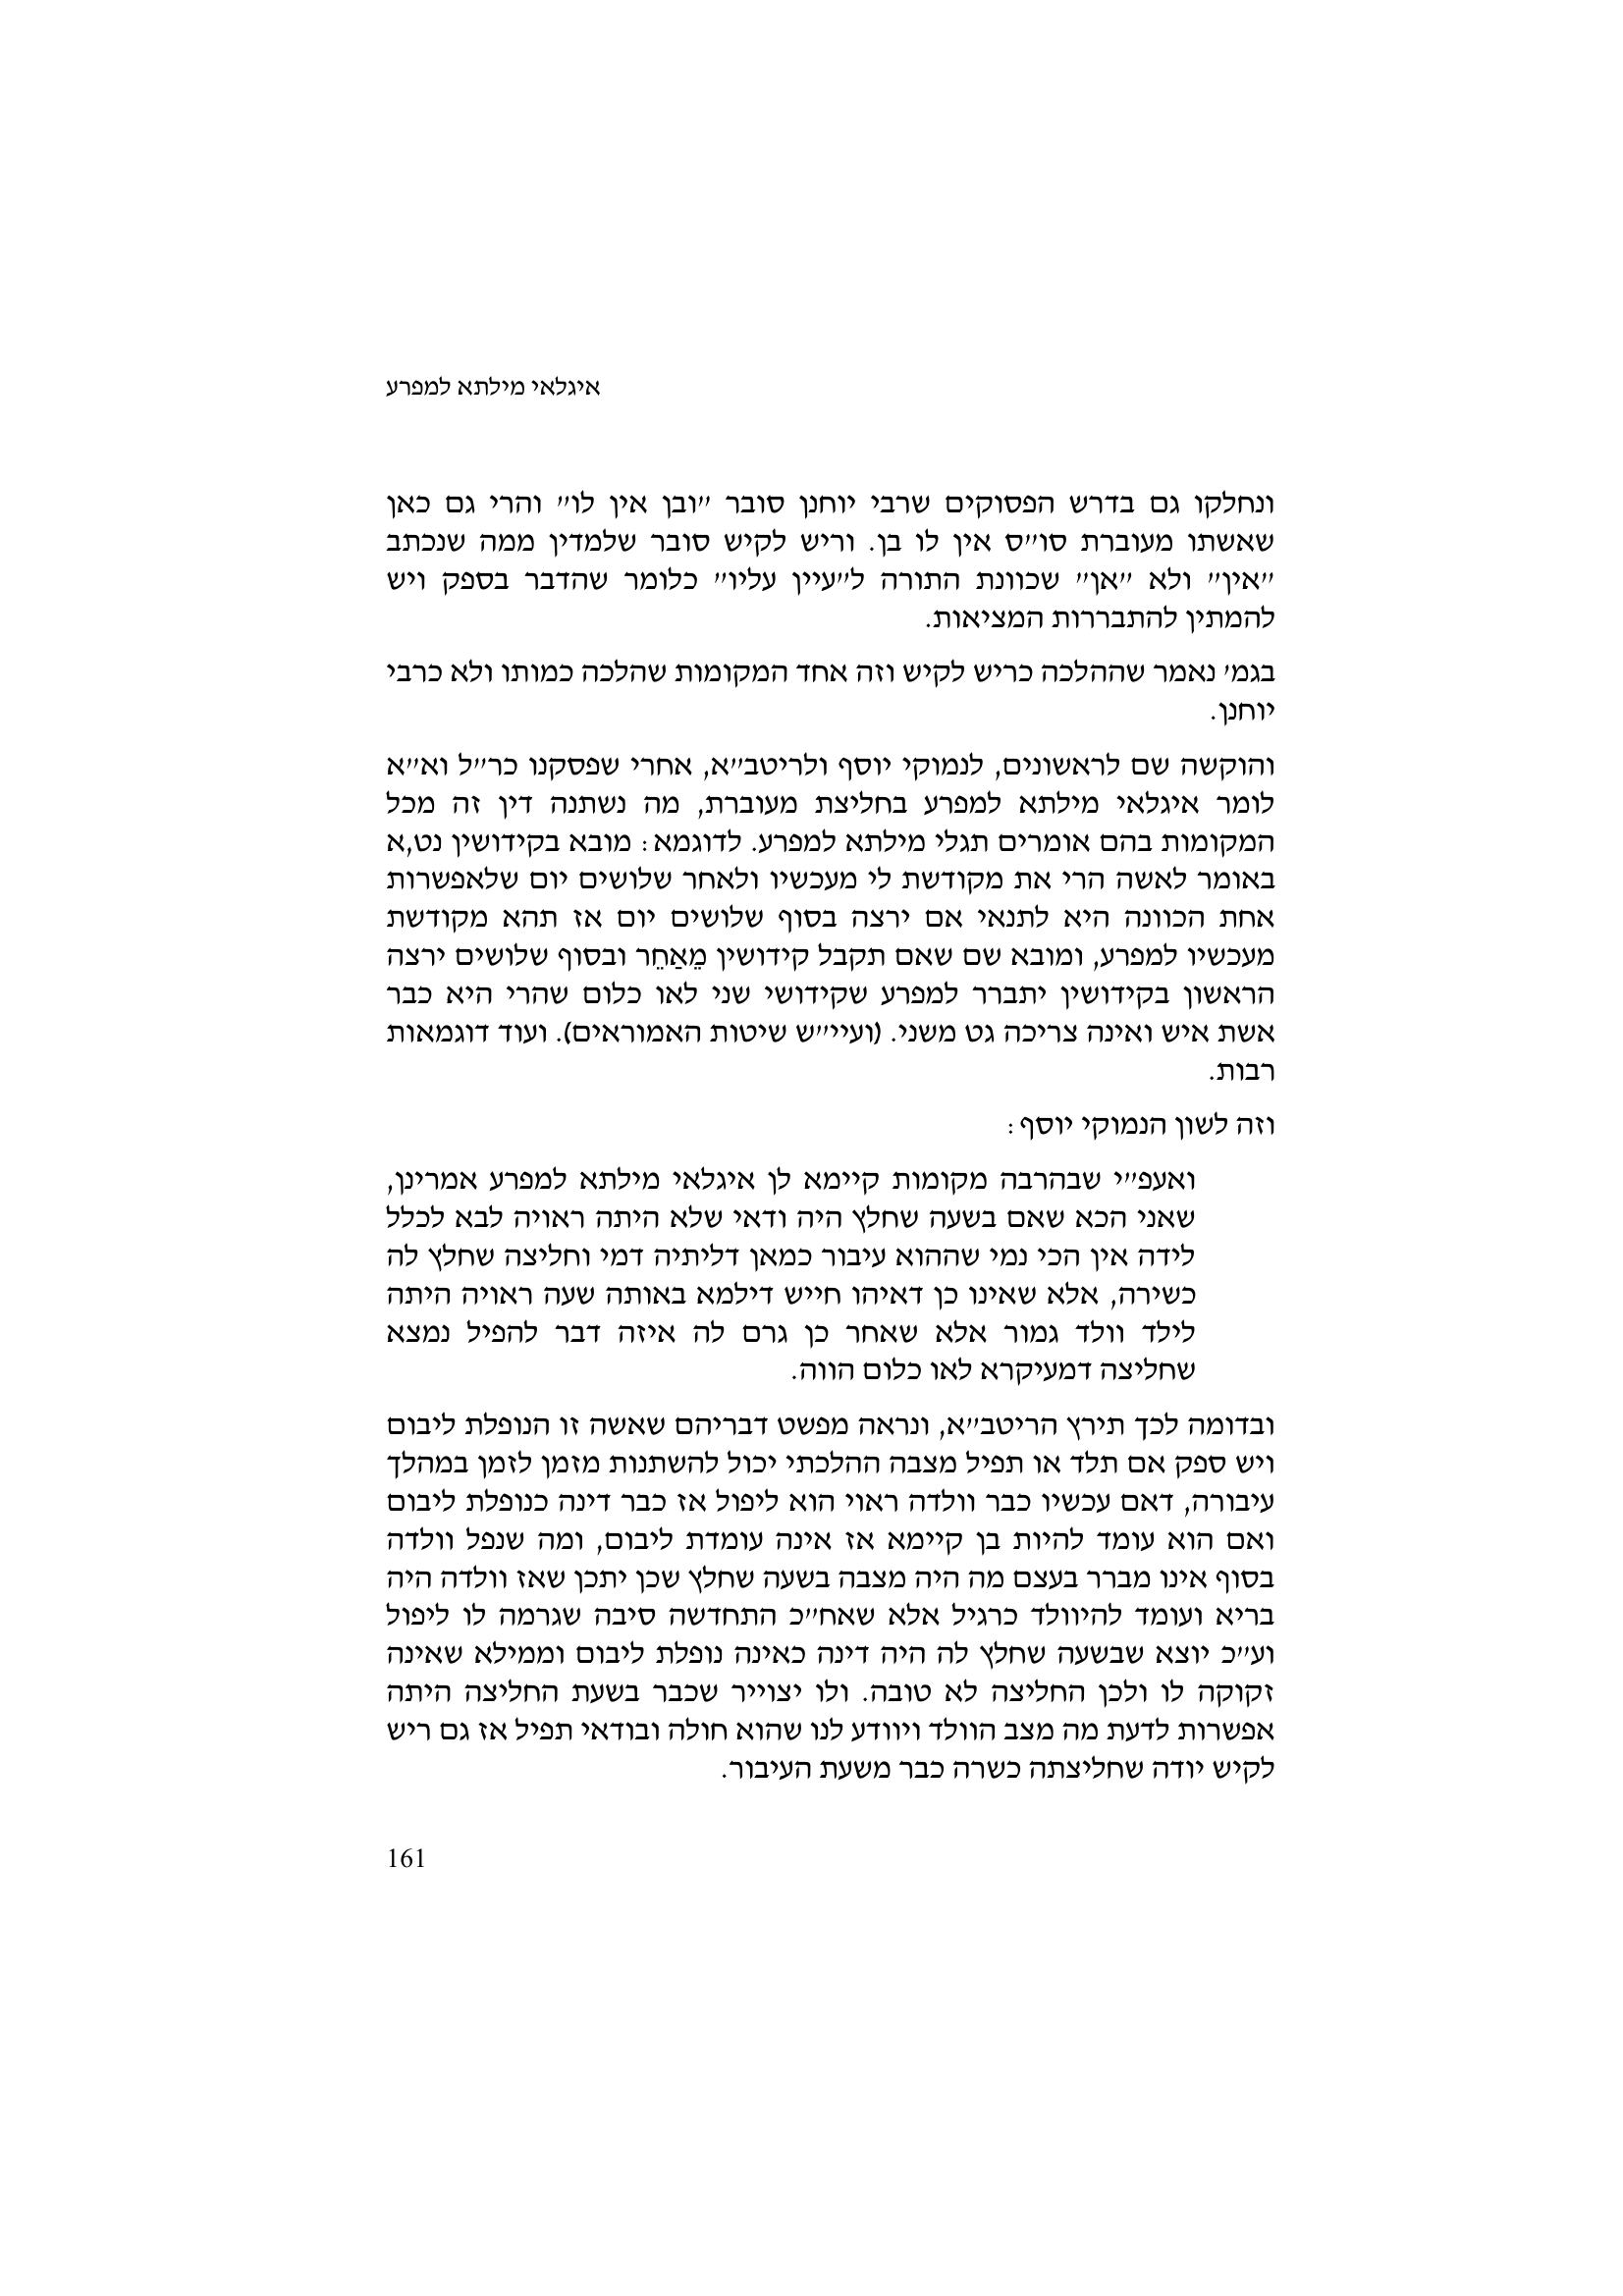 איגלאי מילתא למפרע
ונחלקו גם בדרש הפסוקים שרבי יוחנן סובר ״ובן אין לו״ והרי גם כאן
שאשתו מעוברת סו״ס אין לו בן. וריש לקיש סובר שלמדין ממה שנכתב
״אין״ ולא ״אן״ שכוונת התורה ל״עיין עליו״ כלומר שהדבר בספק ויש
להמתין להתבררות המציאות.
בגמ׳ נאמר שההלכה כריש לקיש וזה אחד המקומות שהלכה כמותו ולא כרבי
יוחנן.
והוקשה שם לראשונים, לנמוקי יוסף ולריטב״א, אחרי שפסקנו כר״ל וא״א
לומר איגלאי מילתא למפרע בחליצת מעוברת, מה נשתנה דין זה מכל
המקומות בהם אומרים תגלי מילתא למפרע. לדוגמא: מובא בקידושין נט,א
באומר לאשה הרי את מקודשת לי מעכשיו ולאחר שלושים יום שלאפשרות
אחת הכוונה היא לתנאי אם ירצה בסוף שלושים יום אז תהא מקודשת
מעכשיו למפרע, ומובא שם שאם תקבל קידושין מֵאַחֵר ובסוף שלושים ירצה
הראשון בקידושין יתברר למפרע שקידושי שני לאו כלום שהרי היא כבר
אשת איש ואינה צריכה גט משני. (ועיי״ש שיטות האמוראים). ועוד דוגמאות
רבות.
וזה לשון הנמוקי יוסף:
ואעפ״י שבהרבה מקומות קיימא לן איגלאי מילתא למפרע אמרינן,
שאני הכא שאם בשעה שחלץ היה ודאי שלא היתה ראויה לבא לכלל
לידה אין הכי נמי שההוא עיבור כמאן דליתיה דמי וחליצה שחלץ לה
כשירה, אלא שאינו כן דאיהו חייש דילמא באותה שעה ראויה היתה
לילד וולד גמור אלא שאחר כן גרם לה איזה דבר להפיל נמצא
שחליצה דמעיקרא לאו כלום הווה.
ובדומה לכך תירץ הריטב״א, ונראה מפשט דבריהם שאשה זו הנופלת ליבום
ויש ספק אם תלד או תפיל מצבה ההלכתי יכול להשתנות מזמן לזמן במהלך
עיבורה, דאם עכשיו כבר וולדה ראוי הוא ליפול אז כבר דינה כנופלת ליבום
ואם הוא עומד להיות בן קיימא אז אינה עומדת ליבום, ומה שנפל וולדה
בסוף אינו מברר בעצם מה היה מצבה בשעה שחלץ שכן יתכן שאז וולדה היה
בריא ועומד להיוולד כרגיל אלא שאח״כ התחדשה סיבה שגרמה לו ליפול
וע״כ יוצא שבשעה שחלץ לה היה דינה כאינה נופלת ליבום וממילא שאינה
זקוקה לו ולכן החליצה לא טובה. ולו יצוייר שכבר בשעת החליצה היתה
אפשרות לדעת מה מצב הוולד ויוודע לנו שהוא חולה ובודאי תפיל אז גם ריש
לקיש יודה שחליצתה כשרה כבר משעת העיבור.
161